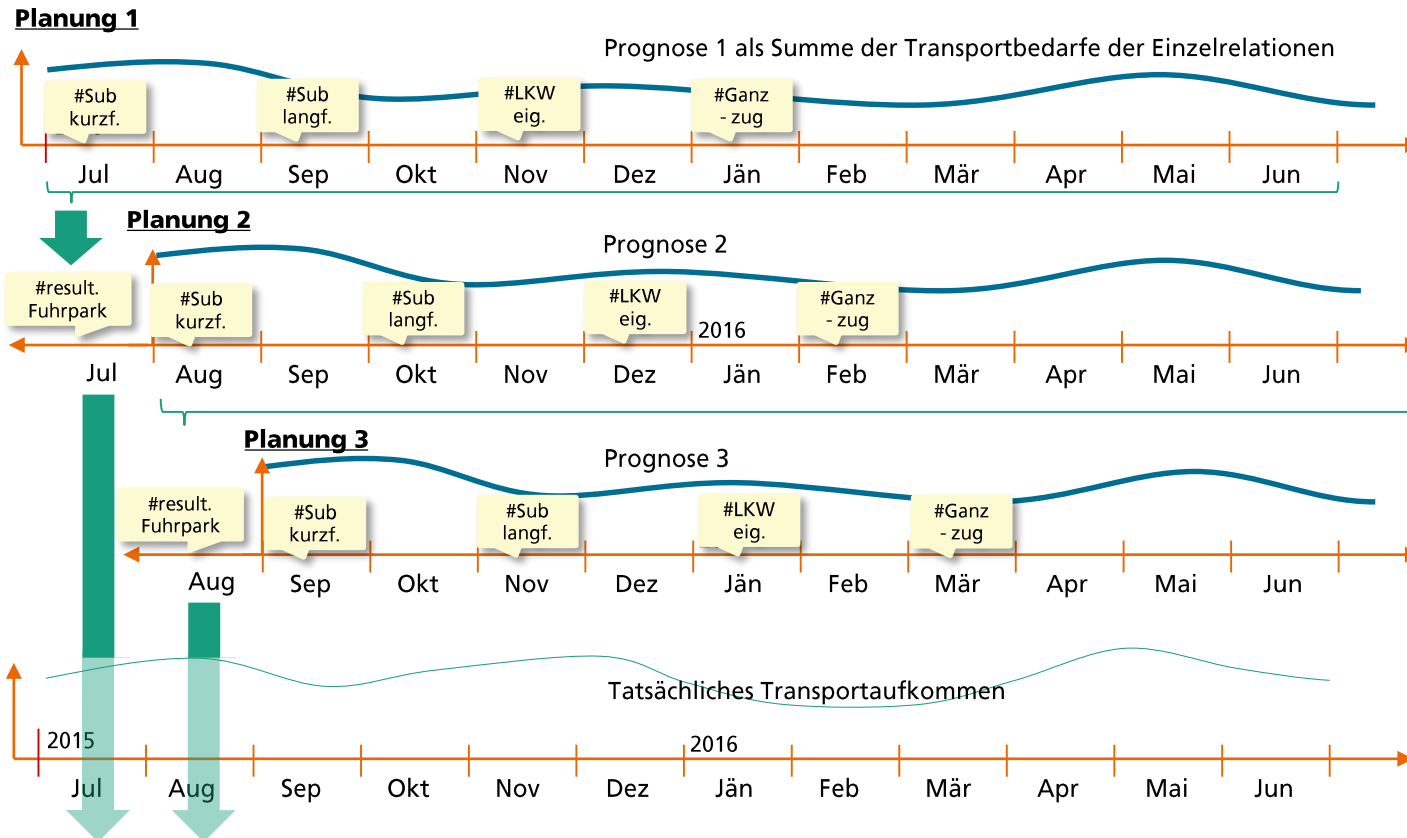 Planung 1
Prognose 1 als Summe der Transportbedarfe der Einzelrelationen
#Sub
kurzf.
#Sub
langf.
#LKW
eig.
#Ganz
- zug
Jul Aug Sep Okt Nov Dez Jän Feb Mär Apr Mai Jun
Planung 2
Prognose 2
#result.
Fuhrpark
#Sub
kurzf.
#Sub
langf.
#LKW
eig.
#Ganz
- zug
2016
Jul Aug Sep Okt Nov Dez Jän Feb Mär Apr Mai Jun
Planung 3
Prognose 3
#result.
Fuhrpark
#Sub
kurzf.
#Sub
langf.
#LKW
eig.
#Ganz
- zug
Aug Sep Okt Nov Dez Jän Feb Mär Apr Mai Jun
Tatsächliches Transportaufkommen
2015
2016
Jul Aug Sep Okt Nov Dez Jän Feb Mär Apr Mai Jun